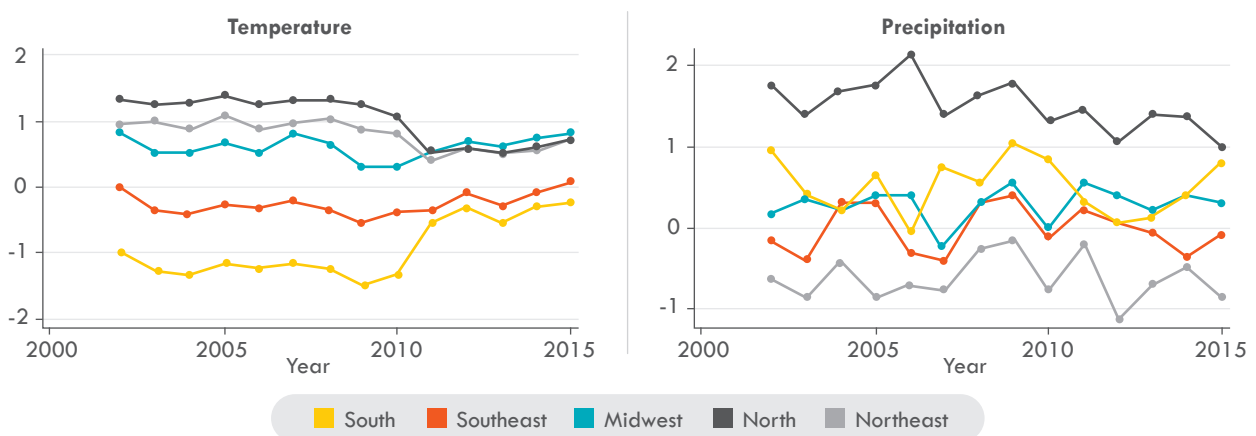 Temperature
2
1
0
-1
-2
2000 2005 2010 2015
Year
Precipitation
2
1
0
-1
2000 2005 2010 2015
Year
South Southeast Midwest North Northeast